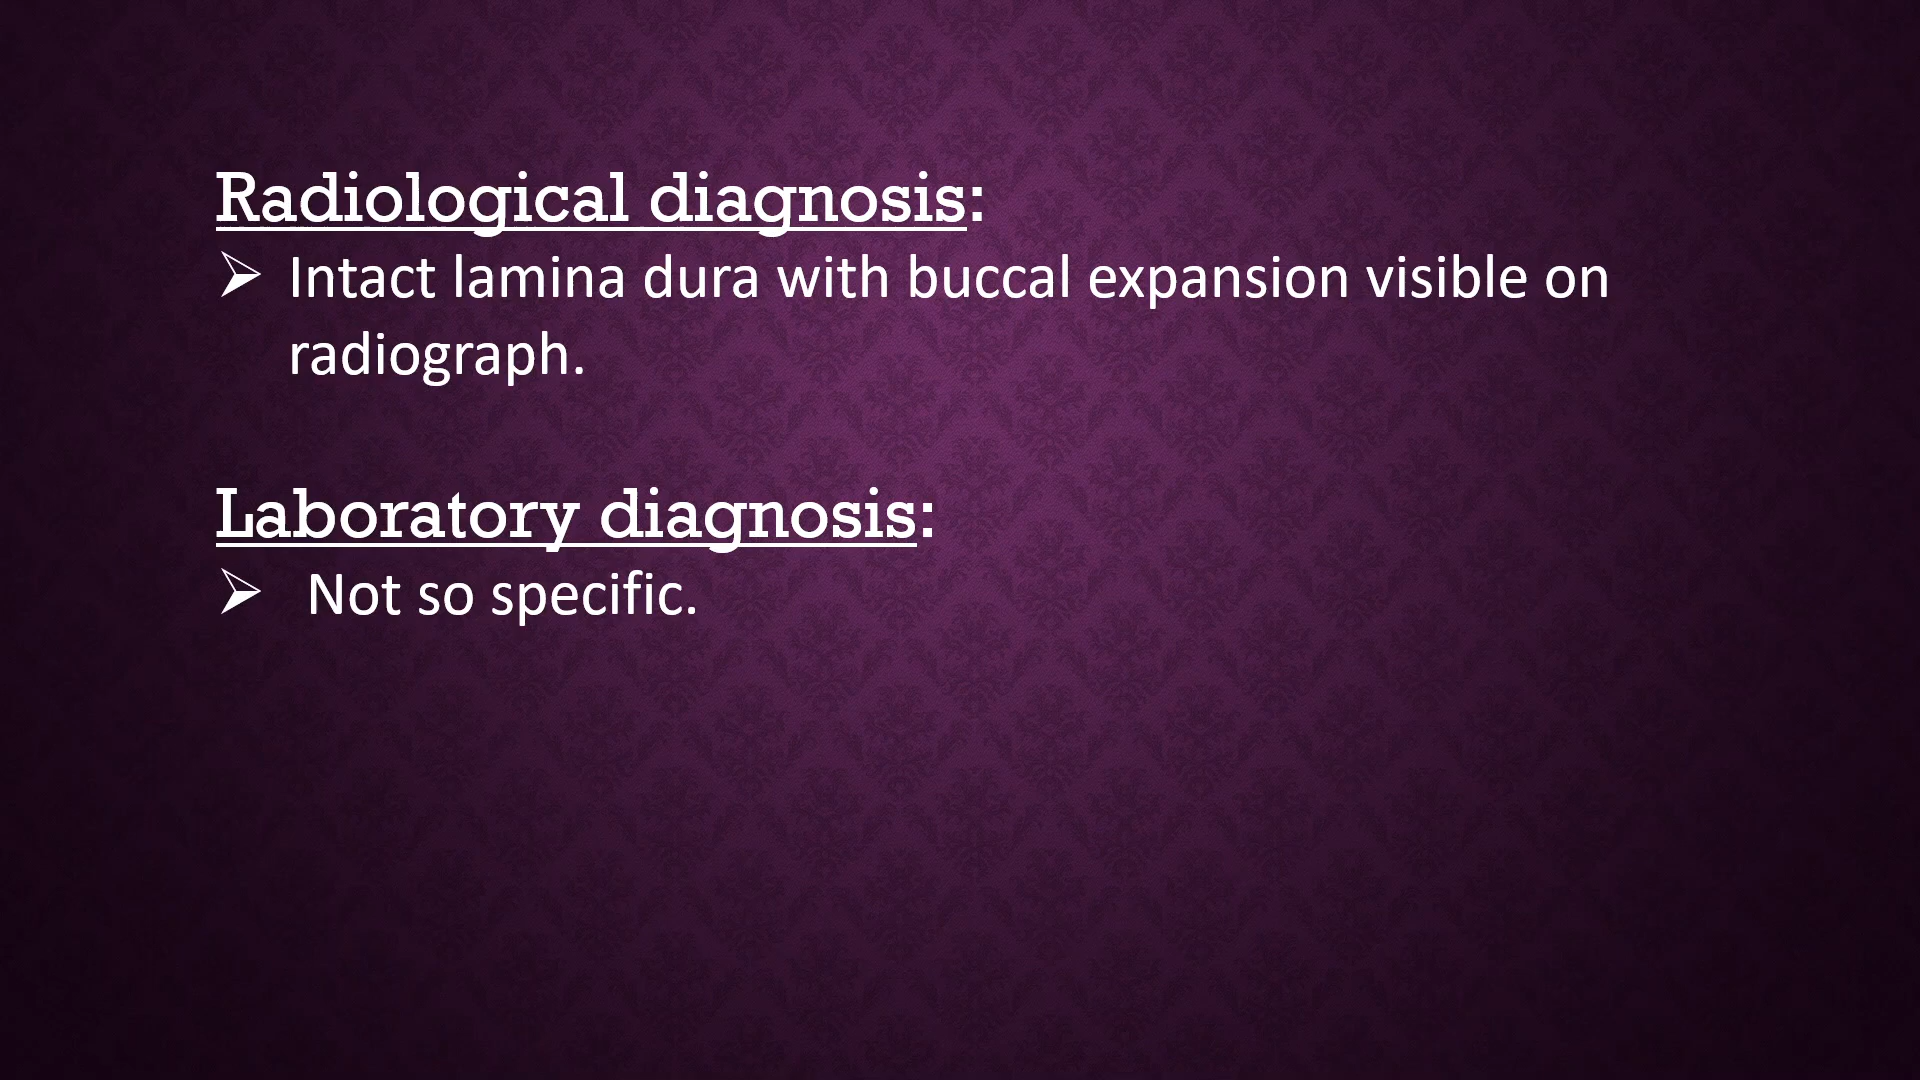 Radiological diagnosis:
➢ Intact lamina dura with buccal expansion visible on
radiograph.
Laboratory diagnosis:
➢ Not so specific.